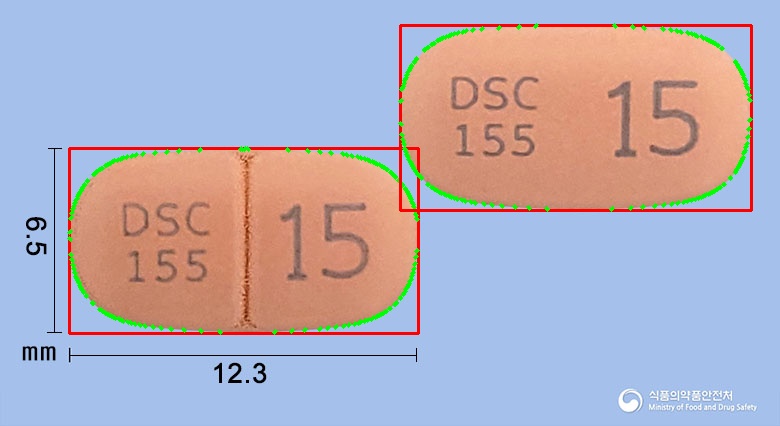 DSC
155
15
DSC
155
15
6.5
mm
12.3
식품의약품안전처
Ministry of Food and Drug Safety